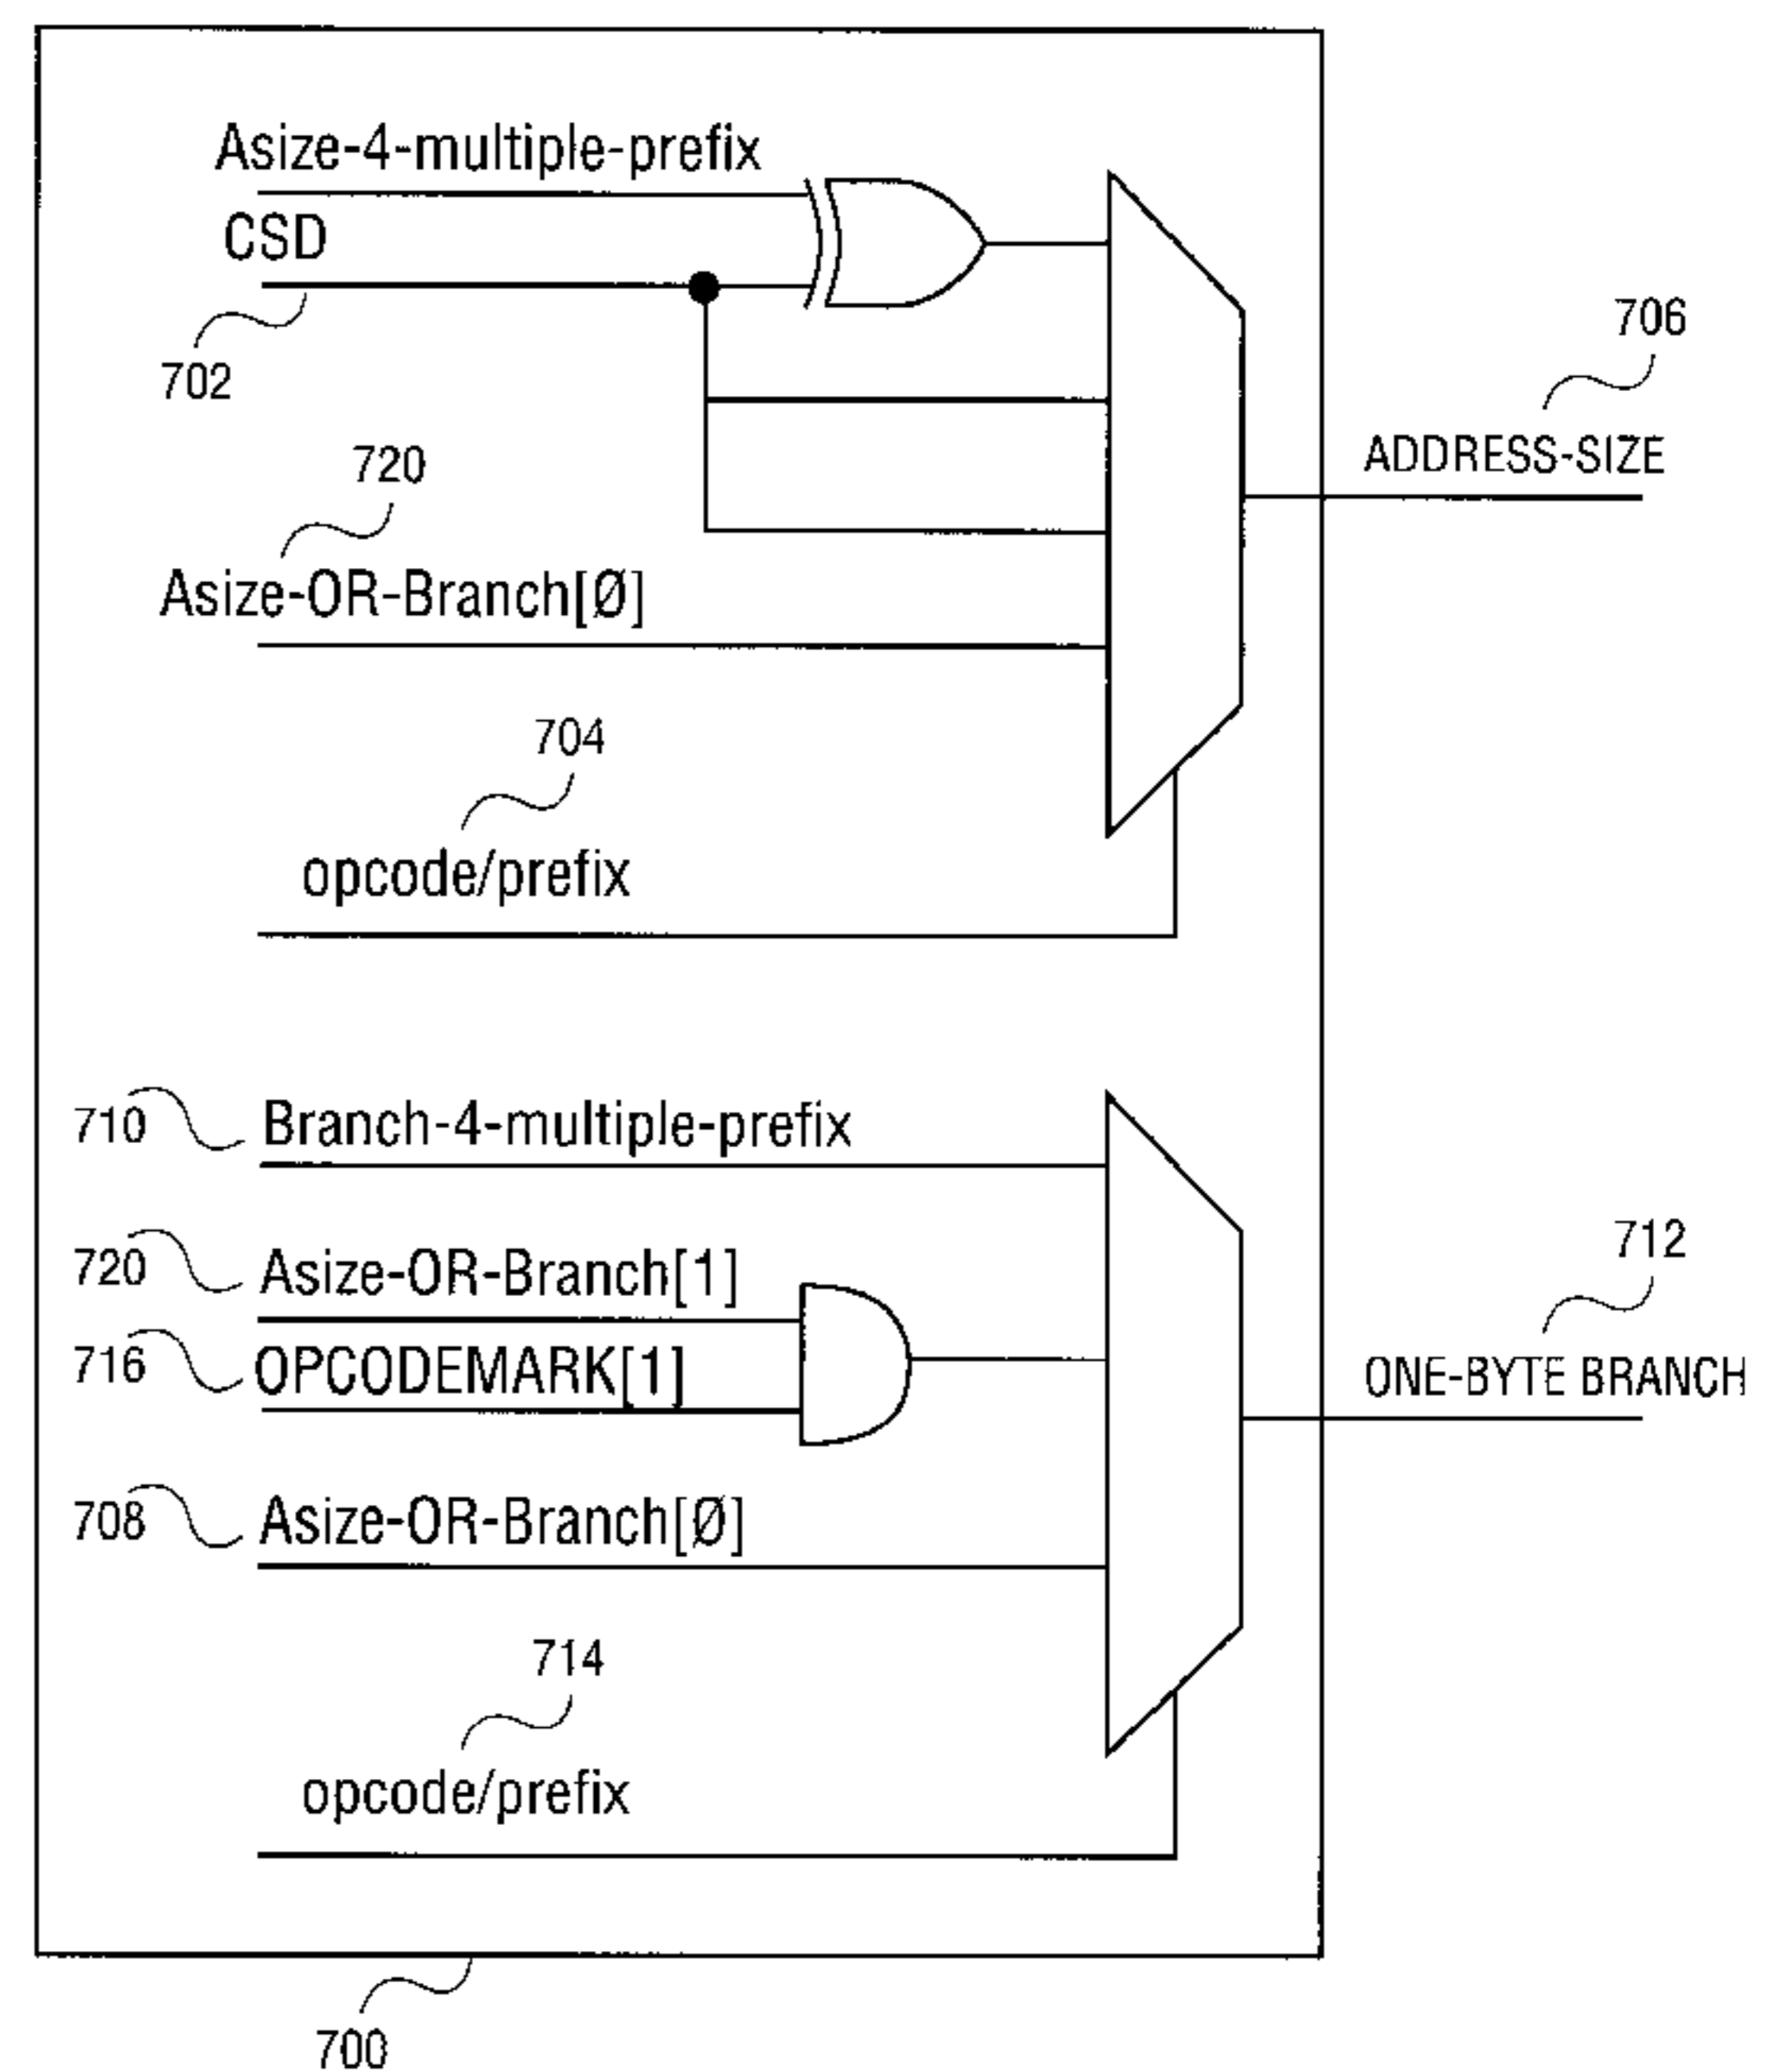 Asize-4-multiple-prefix
CSD
702
706
ADDRESS-SIZE
720
Asize-OR-Branch[Ø]
704
opcode/prefix
710 Branch-4-multiple-prefix
720 Asize-OR-Branch[1]
716 OPCODEMARK[1]
712
ONE-BYTE BRANCH
708 Asize-OR-Branch[Ø]
714
opcode/prefix
700